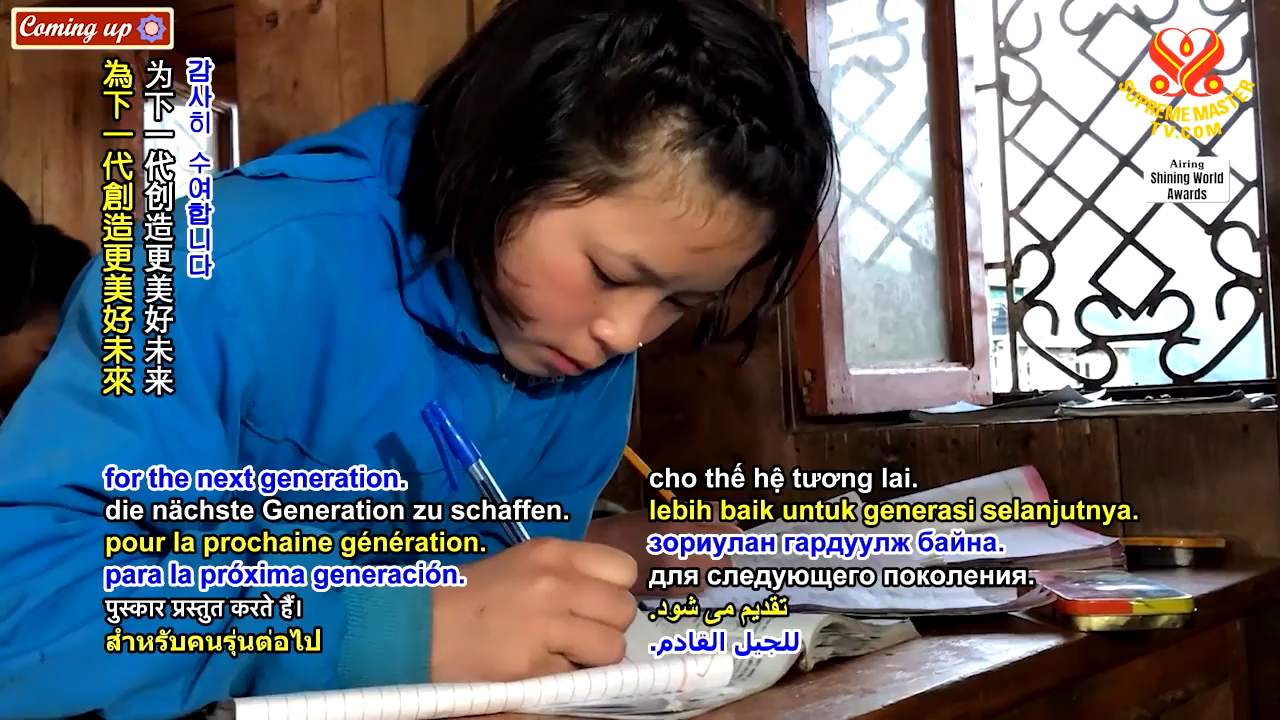 Coming up
SUPREME MASTER
TV.COM
Airing
Shining World
Awards
감사히 수여합니다
为下一代创造更美好未来
為下一代創造更美好未來
for the next generation.
die nächste Generation zu schaffen.
pour la prochaine génération.
para la próxima generación.
पुरस्कार प्रस्तुत करते हैं।
สำหรับคนรุ่นต่อไป
cho thế hệ tương lai.
lebih baik untuk generasi selanjutnya.
зориулан гардуулж байна.
для следующего поколения.
تقدیم می شود.
للجيل القادم.